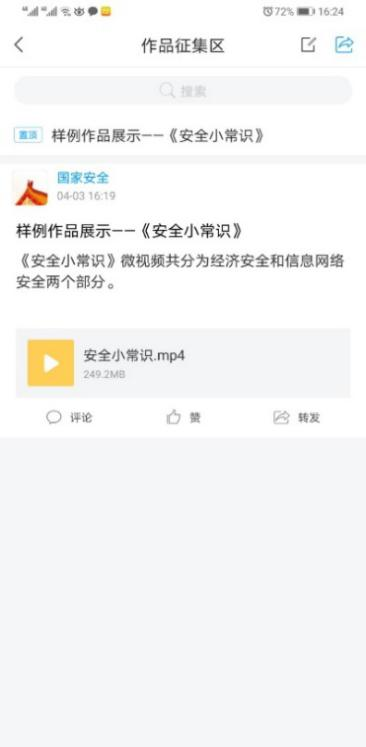 72% 16:24
作品征集区
搜索
置顶 样例作品展示——《安全小常识》
国家安全
04-03 16:19
样例作品展示——《安全小常识》
《安全小常识》微视频共分为经济安全和信息网络
安全两个部分。
安全小常识.mp4
249.2MB
评论 赞 转发